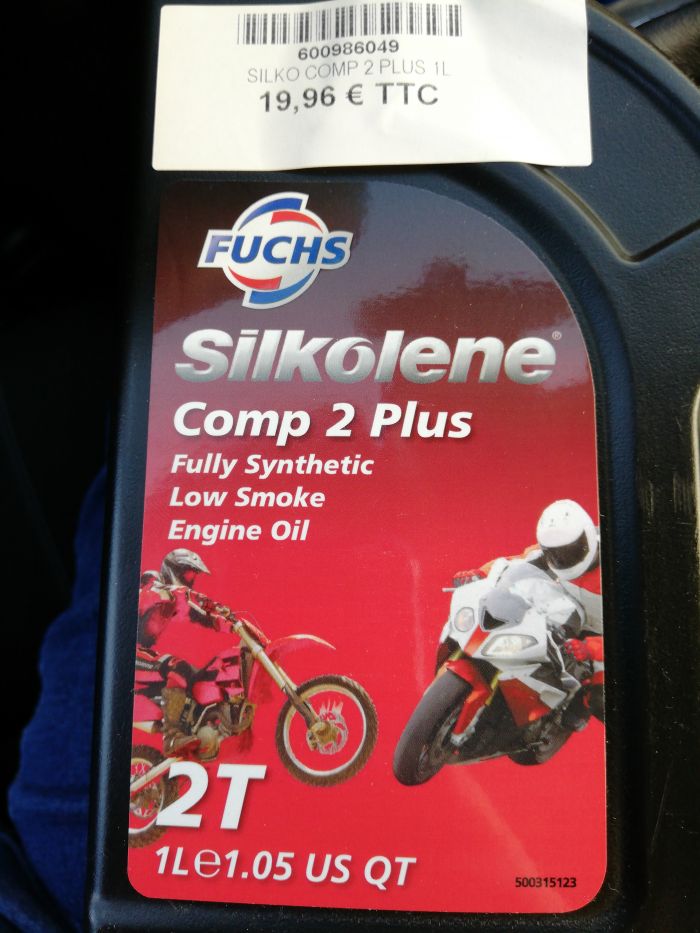 600986049
SILKO COMP 2 PLUS 1L
19,96 € TTC
FUCHS
Silkolene®
Comp 2 Plus
Fully Synthetic
Low Smoke
Engine Oil
2T
1L℮1.05 US QT
500315123